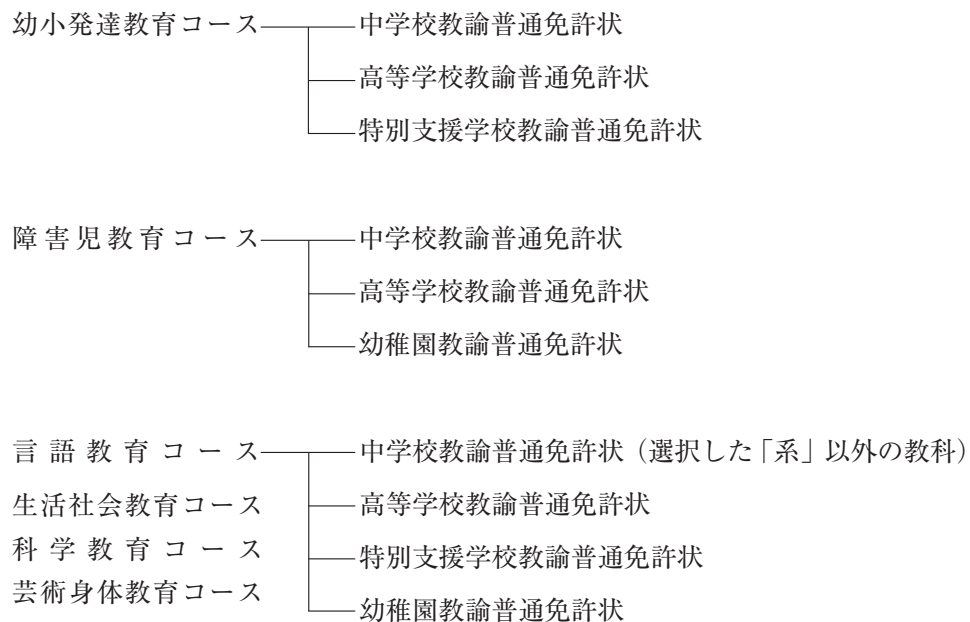 幼小発達教育コース 中学校教諭普通免許状
高等学校教諭普通免許状
特別支援学校教諭普通免許状
障害児教育コース 中学校教諭普通免許状
高等学校教諭普通免許状
幼稚園教諭普通免許状
言語教育コース 中学校教諭普通免許状（選択した「系」以外の教科）
生活社会教育コース 高等学校教諭普通免許状
科学教育コース 特別支援学校教諭普通免許状
芸術身体教育コース 幼稚園教諭普通免許状